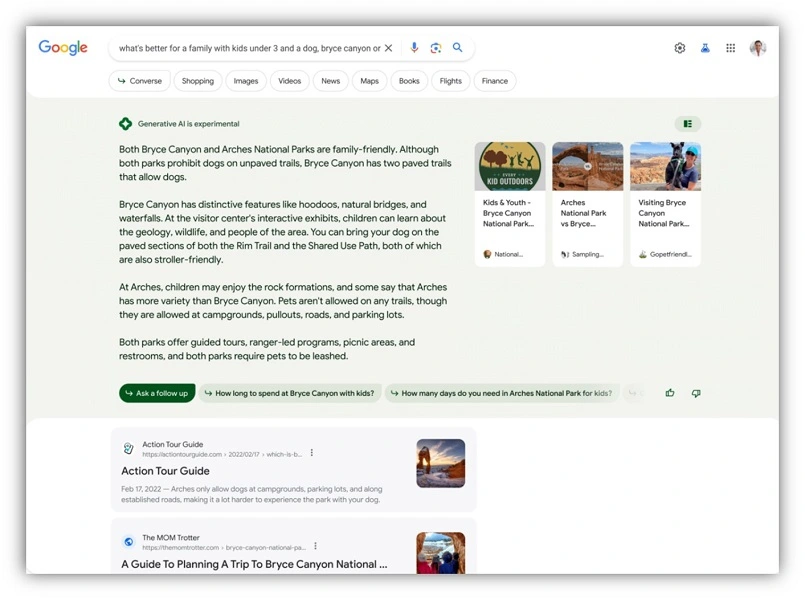 Google
what's better for a family with kids under 3 and a dog, bryce canyon or
Converse
Shopping
Images
Videos
News
Maps
Books
Flights
Finance
Generative AI is experimental
Both Bryce Canyon and Arches National Parks are family-friendly. Although
both parks prohibit dogs on unpaved trails, Bryce Canyon has two paved trails
that allow dogs.
Bryce Canyon has distinctive features like hoodoos, natural bridges, and
waterfalls. At the visitor center's interactive exhibits, children can learn about
the geology, wildlife, and people of the area. You can bring your dog on the
paved sections of both the Rim Trail and the Shared Use Path, both of which
are also stroller-friendly.
At Arches, children may enjoy the rock formations, and some say that Arches
has more variety than Bryce Canyon. Pets aren't allowed on any trails, though
they are allowed at campgrounds, pullouts, roads, and parking lots.
Both parks offer guided tours, ranger-led programs, picnic areas, and
restrooms, and both parks require pets to be leashed.
EVERY
KID OUTDOORS
Kids & Youth -
Bryce Canyon
National Park...
National...
Arches
National Park
vs Bryce...
Sampling...
Visiting Bryce
Canyon
National Park...
Gopetfriendl...
Ask a follow up
How long to spend at Bryce Canyon with kids?
How many days do you need in Arches National Park for kids?
Action Tour Guide
https://actiontourguide.com › 2022/02/17 › which-is-b...
Action Tour Guide
Feb 17, 2022 — Arches only allow dogs at campgrounds, parking lots, and along
established roads, making it a lot harder to experience the park with your dog.
The MOM Trotter
https://themomtrotter.com › bryce-canyon-national-pa...
A Guide To Planning A Trip To Bryce Canyon National ...